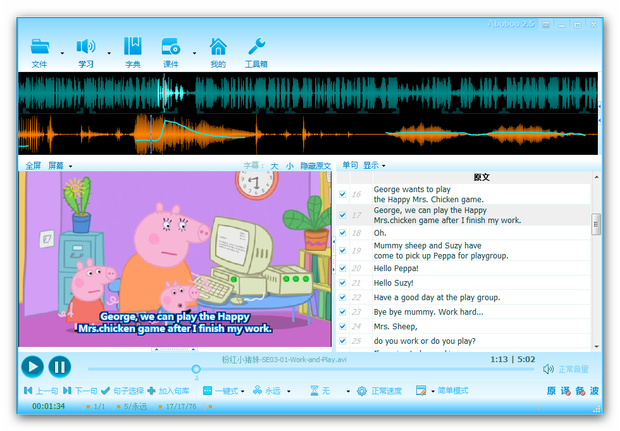 Aboboo 2.5
文件 学习 字典 课件 我的 工具箱
全屏 屏幕 字幕： 大 小 隐藏原文 单句 显示
原文
16 George wants to play
the Happy Mrs. Chicken game.
17 George, we can play the Happy
Mrs.chicken game after I finish my work.
18 Oh.
19 Mummy sheep and Suzy have
come to pick up Peppa for playgroup.
20 Hello Peppa!
21 Hello Suzy!
22 Have a good day at the play group.
23 Bye bye mummy. Work hard...
24 Mrs. Sheep,
25 do you work or do you play?
George, we can play the Happy
Mrs.chicken game after I finish my work.
粉红小猪妹-SE03-01-Work-and-Play.avi
1:13 | 5:02
正常音量
上一句 下一句 句子选择 加入句库 一键式 永远 无 正常速度 简单模式 原 译 备 波
00:01:34 1/1 5/永远 17/17/76